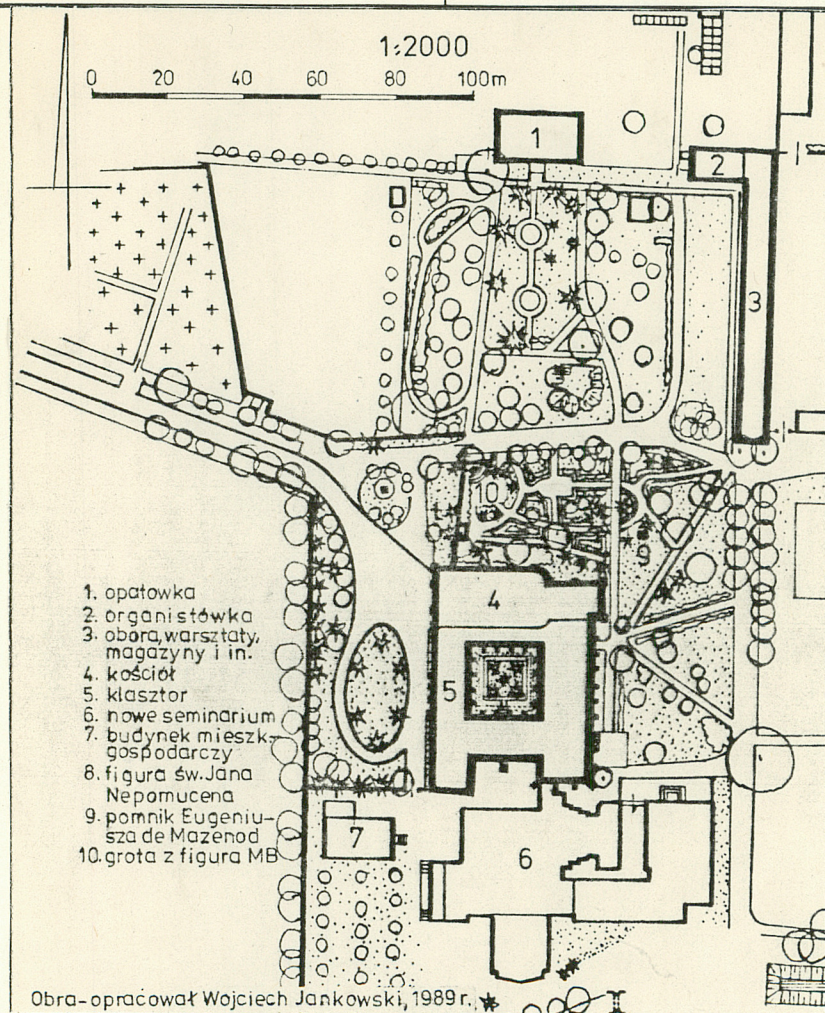 1:2000
0 20 40 60 80 100m
1
2
3
8
10
9
4
5
7
6
1. opatowka
2. organistówka
3. obora, warsztaty,
magazyny i in.
4. kościół
5. klasztor
6. nowe seminarium
7. budynek mieszk-
gospodarczy
8. figura św. Jana
Nepomucena
9. pomnik Eugeniu-
sza de Mazenod
10. grota z figura MB
Obra-opracował Wojciech Jankowski, 1989 r.